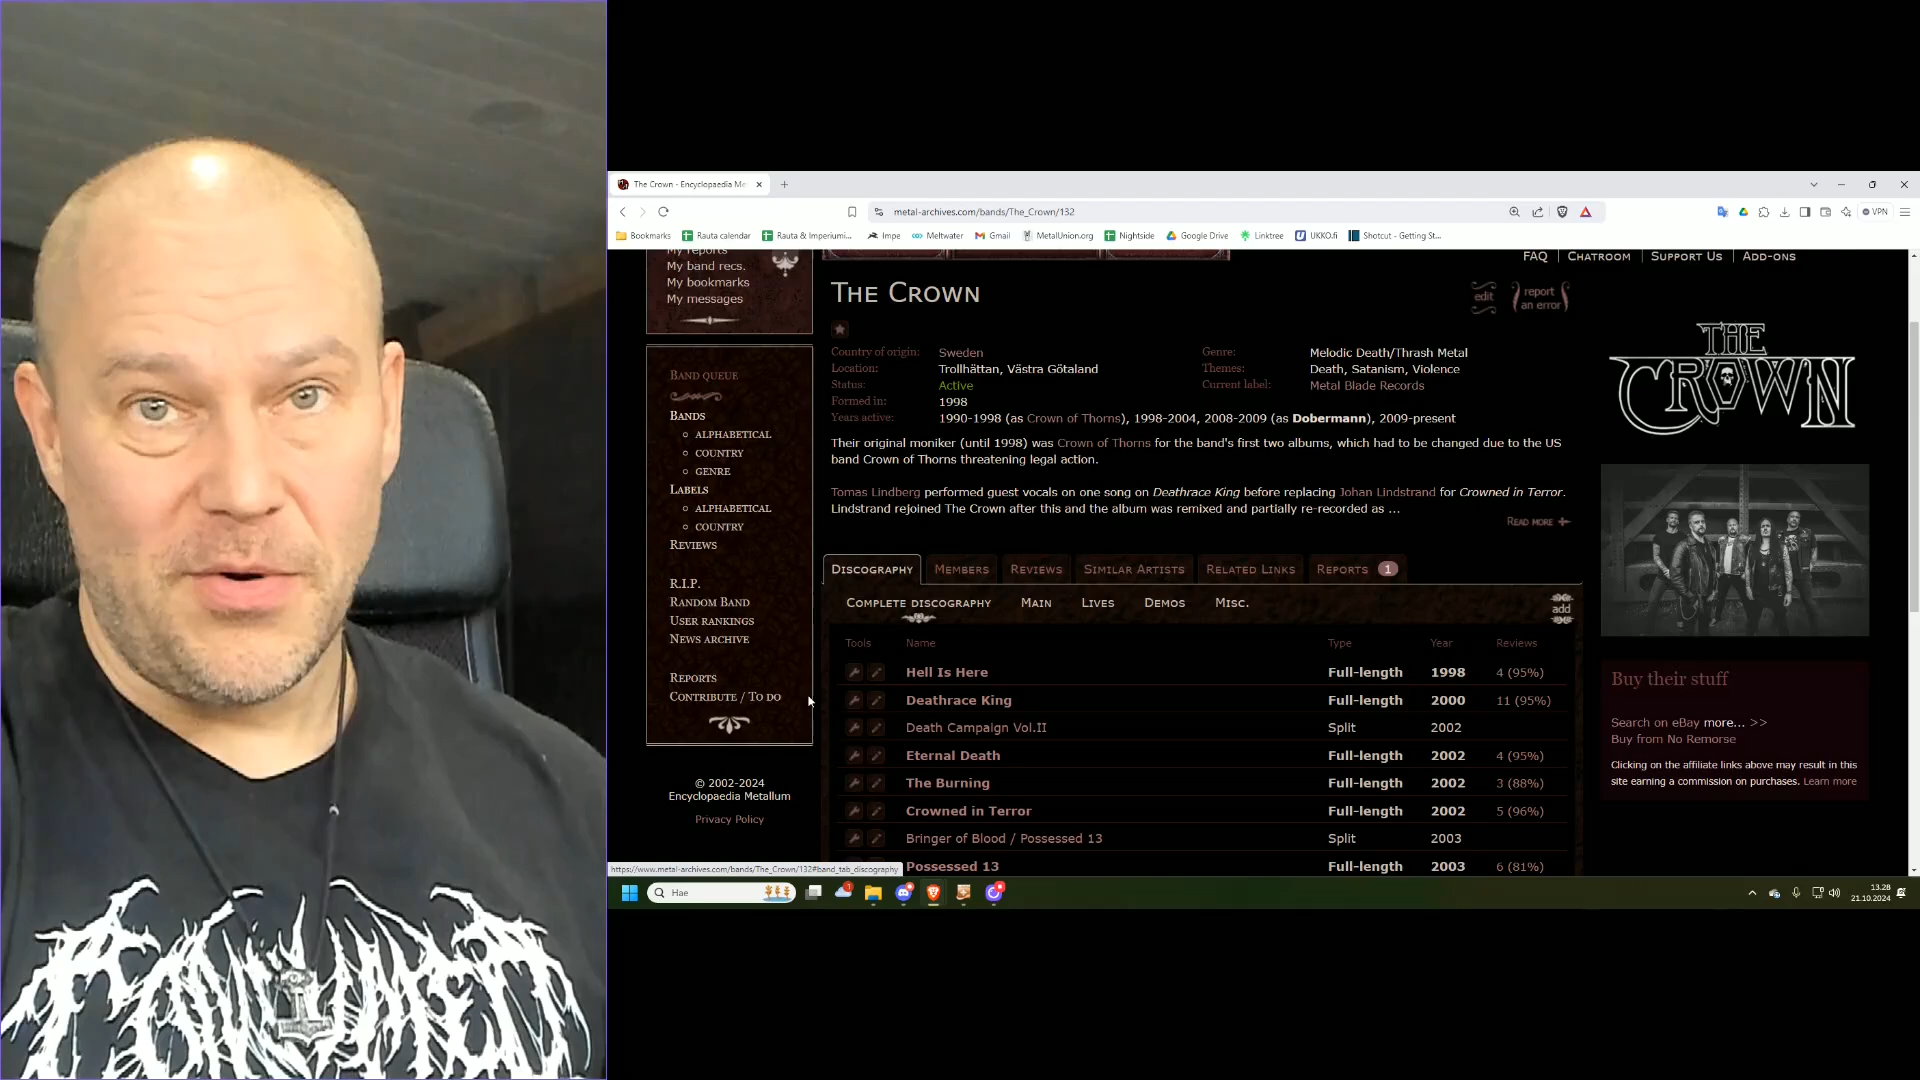 The Crown - Encyclopaedia Me
metal-archives.com/bands/The_Crown/132
VPN
Bookmarks
Rauta calendar
Rauta & Imperiumi...
Impe
Meltwater
Gmail
MetalUnion.org
Nightside
Google Drive
Linktree
UKKO.fi
Shotcut - Getting St...
My reports
My band recs.
My bookmarks
My messages
FAQ
Chatroom
Support Us
Add-ons
The Crown
edit
report
an error
Country of origin: Sweden
Location: Trollhättan, Västra Götaland
Status: Active
Formed in: 1998
Years active: 1990-1998 (as Crown of Thorns), 1998-2004, 2008-2009 (as Dobermann), 2009-present
Genre: Melodic Death/Thrash Metal
Themes: Death, Satanism, Violence
Current label: Metal Blade Records
Their original moniker (until 1998) was Crown of Thorns for the band's first two albums, which had to be changed due to the US
band Crown of Thorns threatening legal action.
Tomas Lindberg performed guest vocals on one song on Deathrace King before replacing Johan Lindstrand for Crowned in Terror.
Lindstrand rejoined The Crown after this and the album was remixed and partially re-recorded as ...
Read more
THE
CROWN
Band queue
Bands
Alphabetical
Country
Genre
Labels
Alphabetical
Country
Reviews
R.I.P.
Random Band
User rankings
News archive
Reports
Contribute / To do
© 2002-2024
Encyclopaedia Metallum
Privacy Policy
Discography
Members
Reviews
Similar Artists
Related Links
Reports 1
Complete discography
Main
Lives
Demos
Misc.
add
Tools Name Type Year Reviews
Hell Is Here Full-length 1998 4 (95%)
Deathrace King Full-length 2000 11 (95%)
Death Campaign Vol.II Split 2002
Eternal Death Full-length 2002 4 (95%)
The Burning Full-length 2002 3 (88%)
Crowned in Terror Full-length 2002 5 (96%)
Bringer of Blood / Possessed 13 Split 2003
Possessed 13 Full-length 2003 6 (81%)
Buy their stuff
Search on eBay more... >>
Buy from No Remorse
Clicking on the affiliate links above may result in this
site earning a commission on purchases. Learn more
https://www.metal-archives.com/bands/The_Crown/132#band_tab_discography
Hae
13.28
21.10.2024